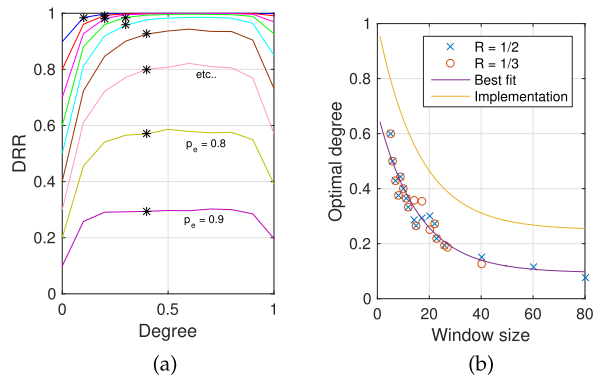 1
0.8
0.6
0.4
0.2
0
DRR
0 0.5 1
Degree
etc..
p_e = 0.8
p_e = 0.9
(a)
1
0.8
0.6
0.4
0.2
0
Optimal degree
0 20 40 60 80
Window size
R = 1/2
R = 1/3
Best fit
Implementation
(b)